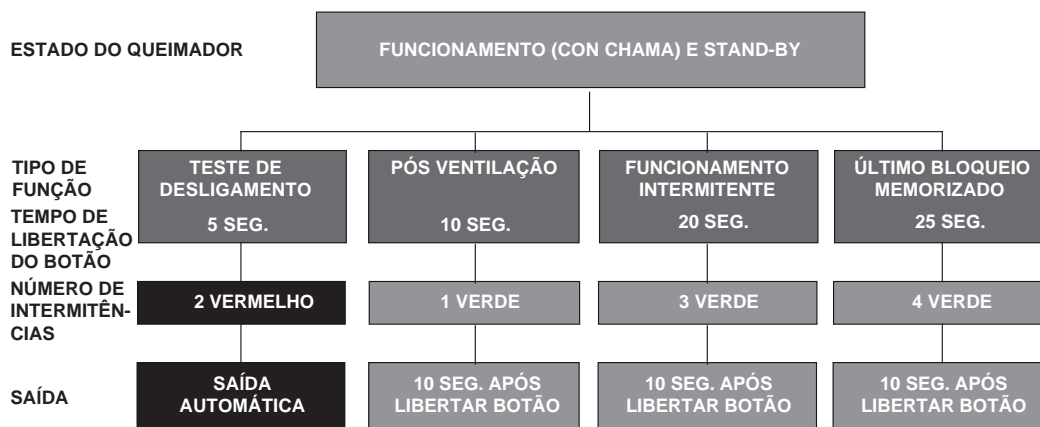 ESTADO DO QUEIMADOR
FUNCIONAMENTO (CON CHAMA) E STAND-BY
TIPO DE
FUNÇÃO
TESTE DE
DESLIGAMENTO
PÓS VENTILAÇÃO
FUNCIONAMENTO
INTERMITENTE
ÚLTIMO BLOQUEIO
MEMORIZADO
TEMPO DE
LIBERTAÇÃO
DO BOTÃO
5 SEG.
10 SEG.
20 SEG.
25 SEG.
NÚMERO DE
INTERMITÊN-
CIAS
2 VERMELHO
1 VERDE
3 VERDE
4 VERDE
SAÍDA
SAÍDA
AUTOMÁTICA
10 SEG. APÓS
LIBERTAR BOTÃO
10 SEG. APÓS
LIBERTAR BOTÃO
10 SEG. APÓS
LIBERTAR BOTÃO